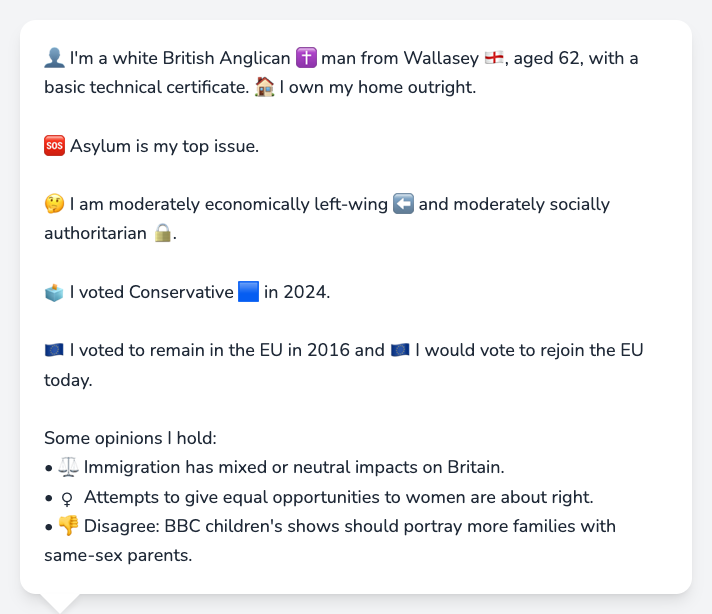 👤 I'm a white British Anglican ✝️ man from Wallasey 🏴󠁧󠁢󠁥󠁮󠁧󠁿, aged 62, with a
basic technical certificate. 🏠 I own my home outright.
🆘 Asylum is my top issue.
🤔 I am moderately economically left-wing ⬅️ and moderately socially
authoritarian 🔒.
🗳️ I voted Conservative 🟦 in 2024.
🇪🇺 I voted to remain in the EU in 2016 and 🇪🇺 I would vote to rejoin the EU
today.
Some opinions I hold:
• ⚖️ Immigration has mixed or neutral impacts on Britain.
• ♀ Attempts to give equal opportunities to women are about right.
• 👎 Disagree: BBC children's shows should portray more families with
same-sex parents.